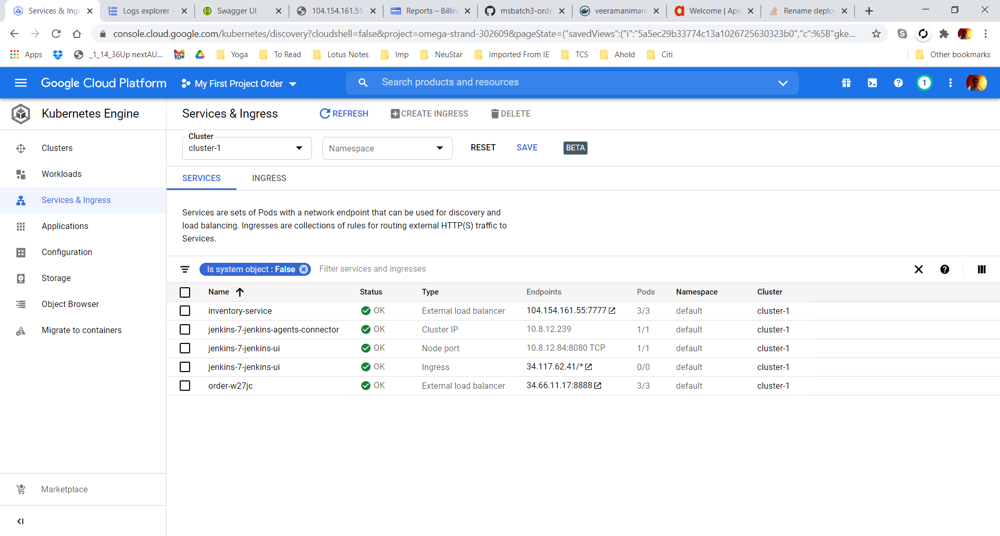 Services & Ingr
Logs explorer –
Swagger UI
104.154.161.55
Reports – Billin
msbatch3-orde
veeramaniman
Welcome | Apig
Rename deploy
console.cloud.google.com/kubernetes/discovery?cloudshell=false&project=omega-strand-302609&pageState=("savedViews":("i":"5a5ec29b33774c13a1026725630323b0","c":%5B"gke...
Apps
_1_14_36Up nextAU...
100+
Yoga
To Read
Lotus Notes
Imp
NeuStar
Imported From IE
TCS
Ahold
Citi
Other bookmarks
Google Cloud Platform
My First Project Order
Search products and resources
1
Kubernetes Engine
Services & Ingress
REFRESH
CREATE INGRESS
DELETE
Clusters
Workloads
Services & Ingress
Applications
Configuration
Storage
Object Browser
Migrate to containers
Marketplace
Cluster
cluster-1
Namespace
RESET
SAVE
BETA
SERVICES
INGRESS
Services are sets of Pods with a network endpoint that can be used for discovery and
load balancing. Ingresses are collections of rules for routing external HTTP(S) traffic to
Services.
Is system object : False
Filter services and ingresses
Name Status Type Endpoints Pods Namespace Cluster
inventory-service OK External load balancer 104.154.161.55:7777 3/3 default cluster-1
jenkins-7-jenkins-agents-connector OK Cluster IP 10.8.12.239 1/1 default cluster-1
jenkins-7-jenkins-ui OK Node port 10.8.12.84:8080 TCP 1/1 default cluster-1
jenkins-7-jenkins-ui OK Ingress 34.117.62.41/* 0/0 default cluster-1
order-w27jc OK External load balancer 34.66.11.17:8888 3/3 default cluster-1